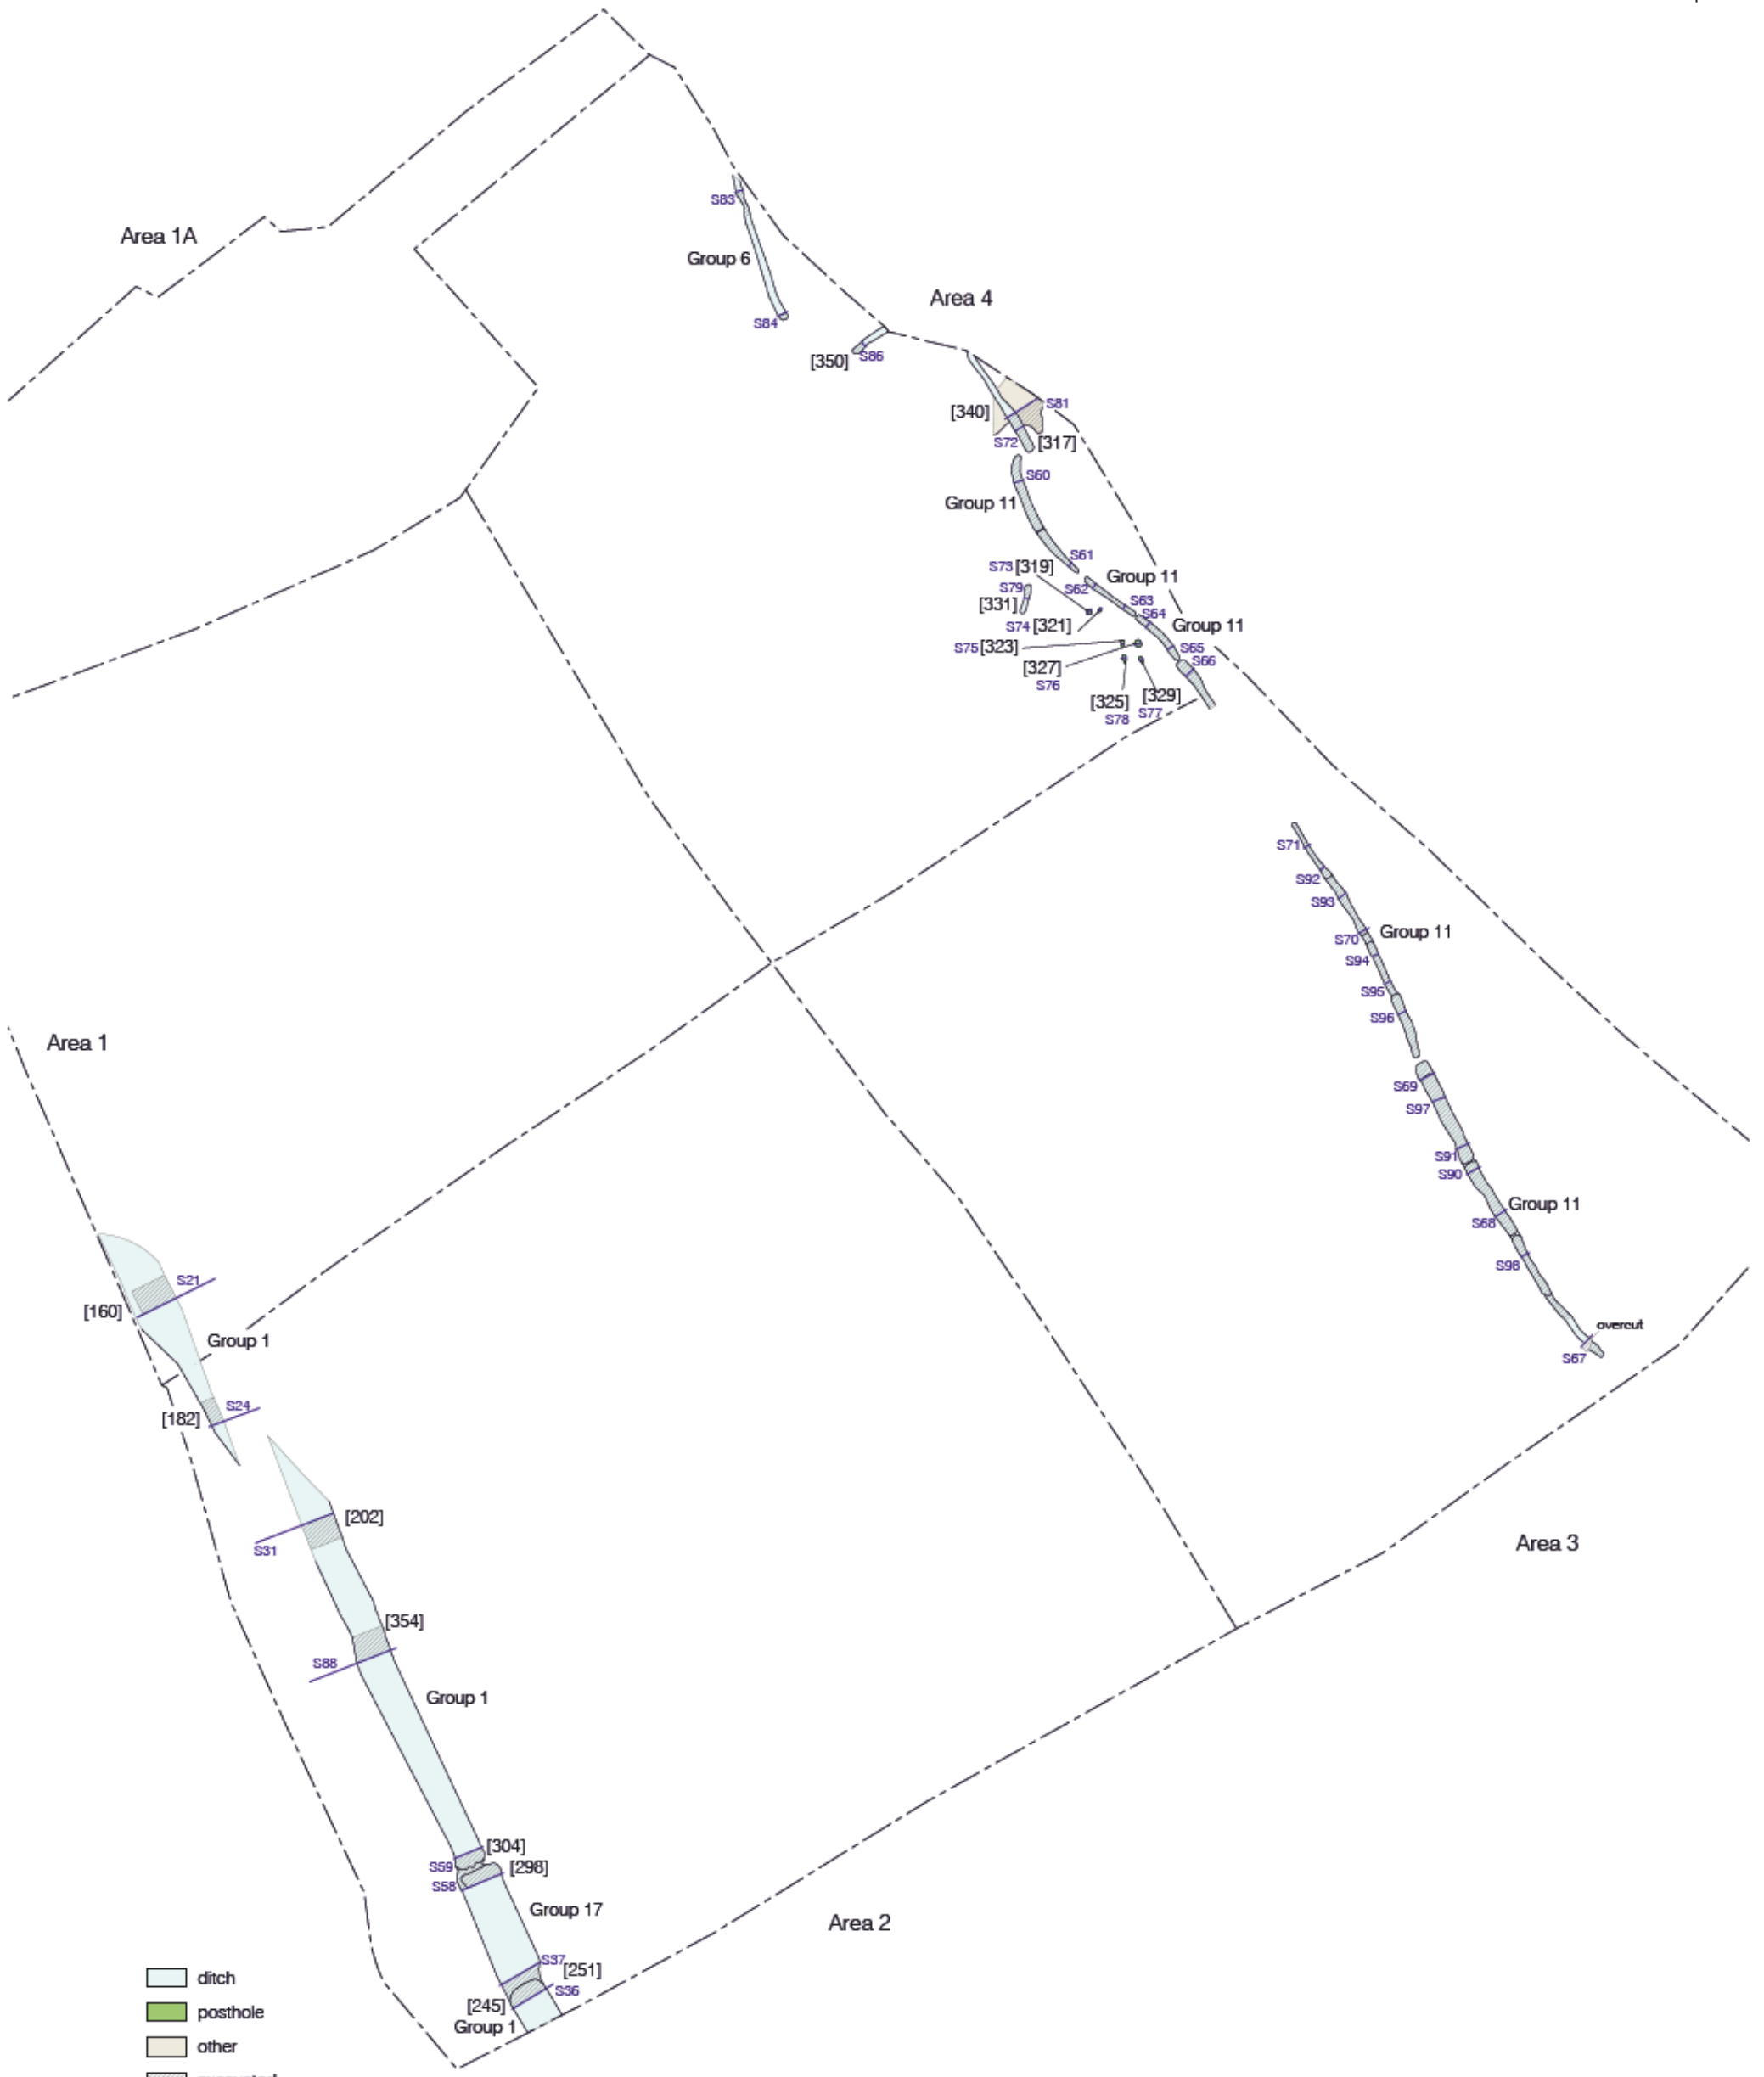 S83
Area 1A
Group 6
Area 4
S84
[350] S86
[340] S81
S72 [317]
S60
Group 11
S61
S73 [319]
Group 11
S79
S62
[331]
S63
S64
S74 [321]
Group 11
S75 [323]
S65
S66
[327]
S76
[325] [329]
S78 S77
S71
S92
S93
S70
Group 11
S94
S95
S96
Area 1
S69
S97
S91
S90
Group 11
S68
S98
S21
[160]
overcut
Group 1
S67
S24
[182]
[202]
S31
Area 3
[354]
S88
Group 1
[304]
S59
[298]
S58
Group 17
Area 2
S37
[251]
S36
[245]
Group 1
ditch
posthole
other